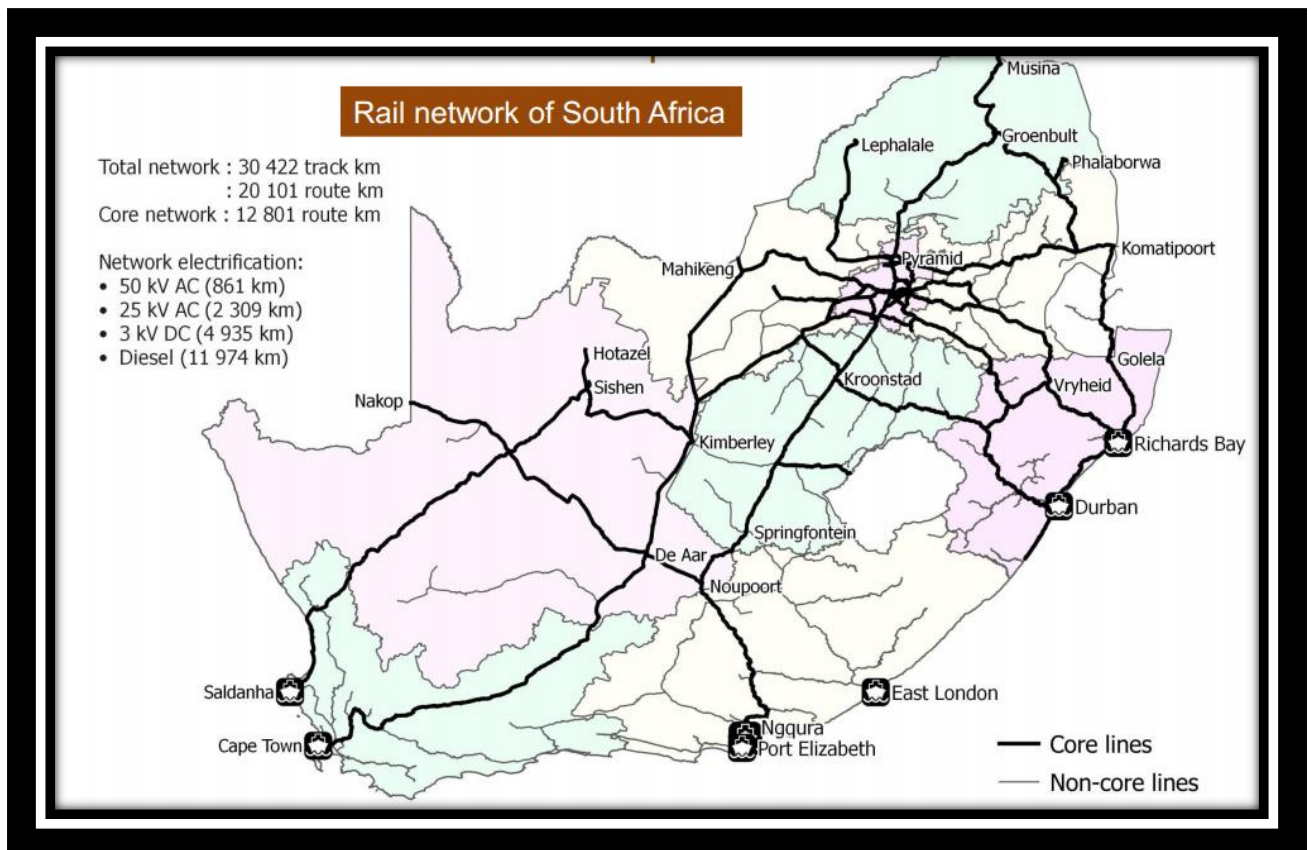 Rail network of South Africa
Total network : 30 422 track km
: 20 101 route km
Core network : 12 801 route km
Network electrification:
• 50 kV AC (861 km)
• 25 kV AC (2 309 km)
• 3 kV DC (4 935 km)
• Diesel (11 974 km)
Musina
Groenbult
Lephalale
Phalaborwa
Komatipoort
Pyramid
Mahikeng
Golela
Hotazel
Kroonstad
Vryheid
Sishen
Nakop
Kimberley
Richards Bay
Durban
Springfontein
De Aar
Noupoort
Saldanha
East London
Ngqura
Cape Town
Port Elizabeth
Core lines
Non-core lines